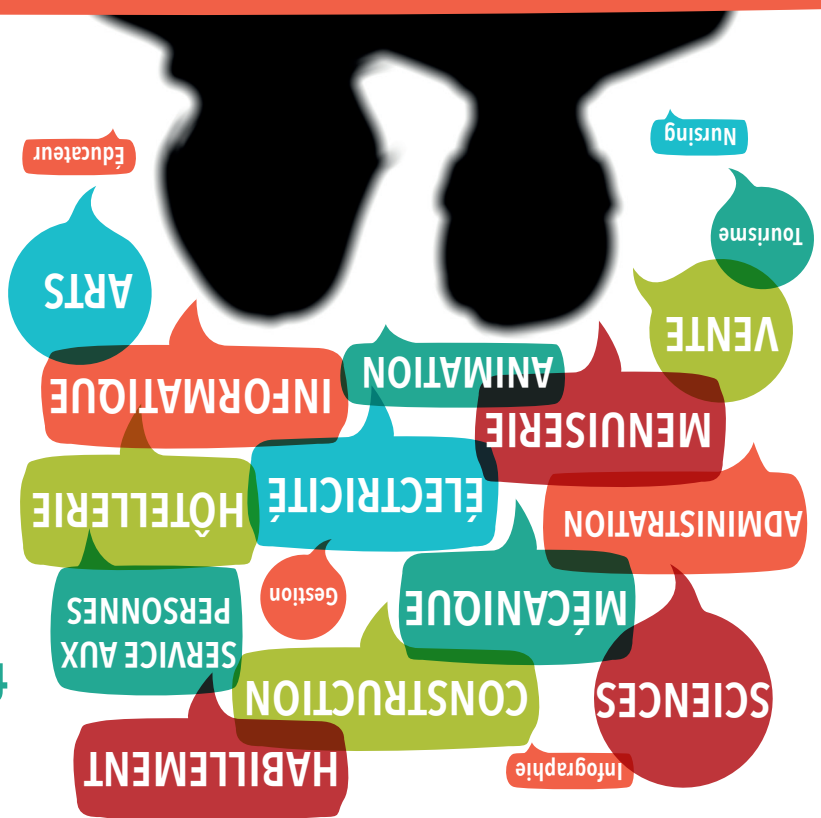 Infographie
HABILLEMENT
SCIENCES
CONSTRUCTION
SERVICE AUX
PERSONNES
MÉCANIQUE
Gestion
ADMINISTRATION
ÉLECTRICITÉ
HÔTELLERIE
MENUISERIE
INFORMATIQUE
ANIMATION
VENTE
ARTS
Tourisme
Éducateur
Nursing